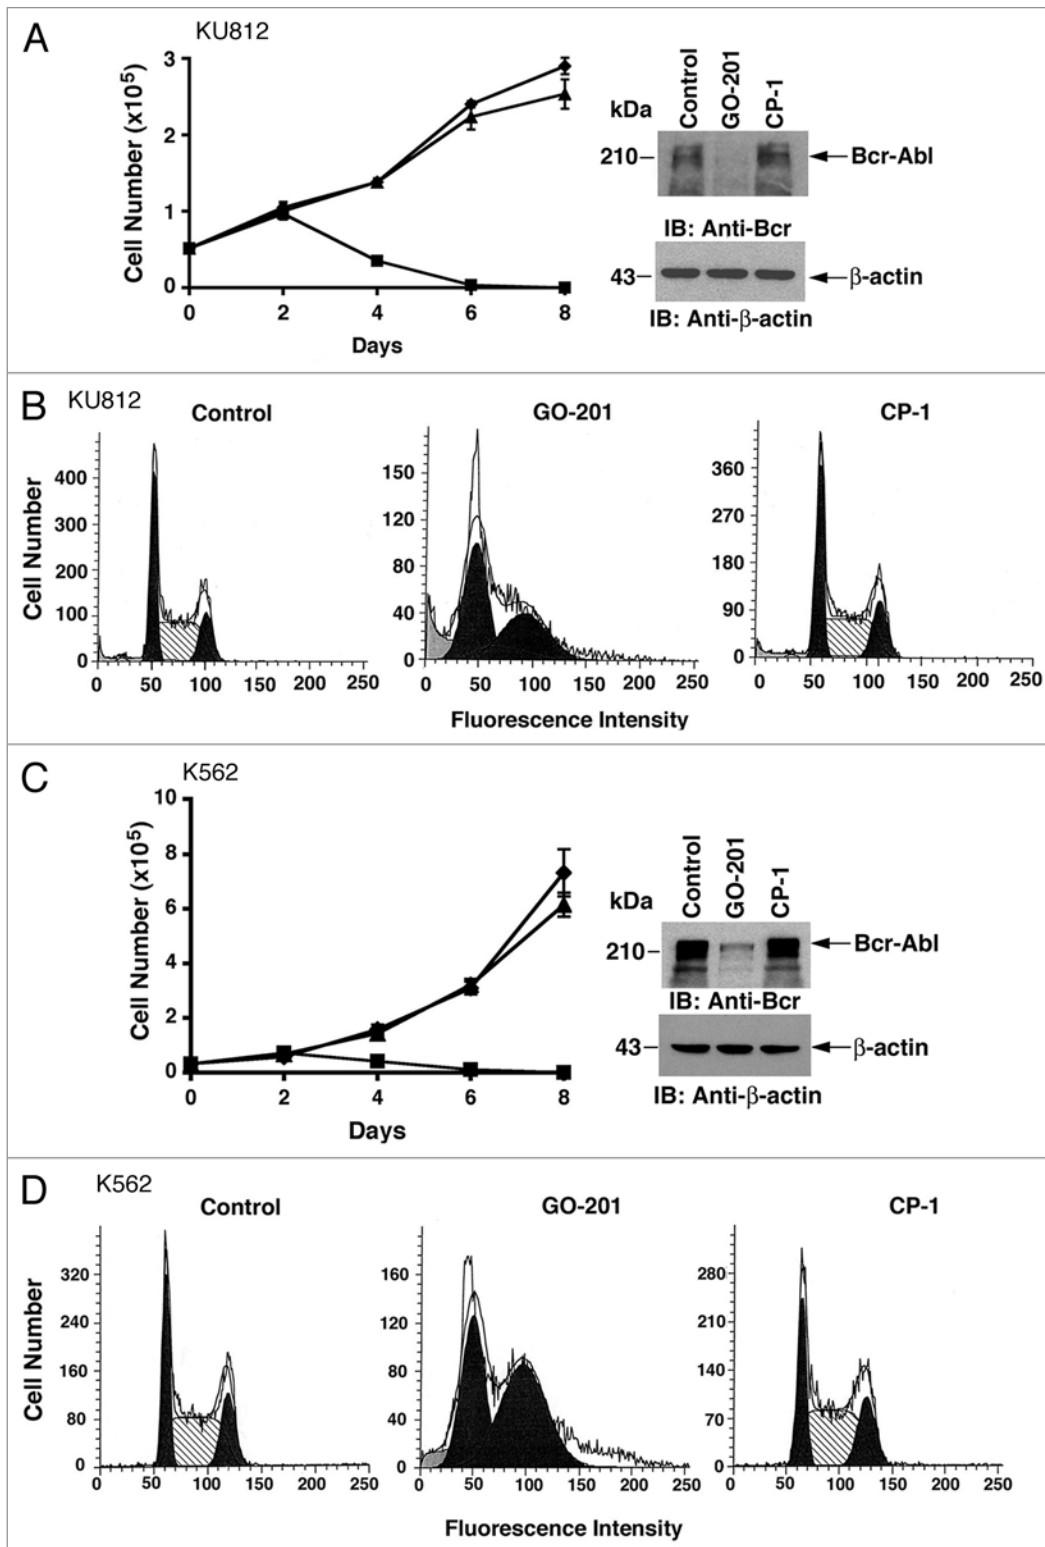 A
KU812
Cell Number (x10⁵)
3
2
1
0
0 2 4 6 8
Days
kDa
Control
GO-201
CP-1
210
Bcr-Abl
IB: Anti-Bcr
43
β-actin
IB: Anti-β-actin
B
KU812
Control
GO-201
CP-1
Cell Number
400
300
200
100
0
0 50 100 150 200 250
150
120
80
40
0
0 50 100 150 200 250
360
270
180
90
0
0 50 100 150 200 250
Fluorescence Intensity
C
K562
Cell Number (x10⁵)
10
8
6
4
2
0
0 2 4 6 8
Days
kDa
Control
GO-201
CP-1
210
Bcr-Abl
IB: Anti-Bcr
43
β-actin
IB: Anti-β-actin
D
K562
Control
GO-201
CP-1
Cell Number
320
240
160
80
0
0 50 100 150 200 250
160
120
80
40
0
0 50 100 150 200 250
280
210
140
70
0
0 50 100 150 200 250
Fluorescence Intensity